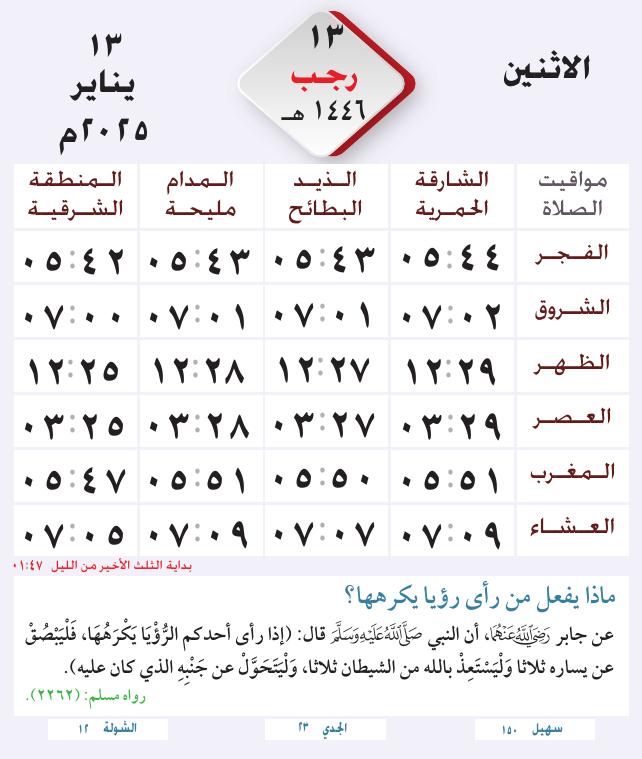 الاثنين
١٣
رجب
١٤٤٦ هـ
١٣
يناير
٢٠٢٥م
مواقيت الصلاة | الشارقة الحمرية | الذيد البطائح | المدام مليحة | المنطقة الشرقية
الفجر ٠٥:٤٤ ٠٥:٤٣ ٠٥:٤٣ ٠٥:٤٢
الشروق ٠٧:٠٢ ٠٧:٠١ ٠٧:٠١ ٠٧:٠٠
الظهر ١٢:٢٩ ١٢:٢٧ ١٢:٢٨ ١٢:٢٥
العصر ٠٣:٢٩ ٠٣:٢٧ ٠٣:٢٨ ٠٣:٢٥
المغرب ٠٥:٥١ ٠٥:٥٠ ٠٥:٥١ ٠٥:٤٧
العشاء ٠٧:٠٩ ٠٧:٠٧ ٠٧:٠٩ ٠٧:٠٥
بداية الثلث الأخير من الليل ٠١:٤٧
ماذا يفعل من رأى رؤيا يكرهها؟
عن جابر رَضِيَ اللَّهُ عَنْهُمَا، أن النبي صَلَّى اللَّهُ عَلَيْهِ وَسَلَّمَ قال: (إذا رأى أحدكم الرُّؤْيَا يَكْرَهُهَا، فَلْيَبْصُقْ
عن يساره ثلاثا وَلْيَسْتَعِذْ بالله من الشيطان ثلاثا، وَلْيَتَحَوَّلْ عن جَنْبِهِ الذي كان عليه).
رواه مسلم: (٢٢٦٢).
سهيل ١٥٠
الجدي ٢٣
الشولة ١٢